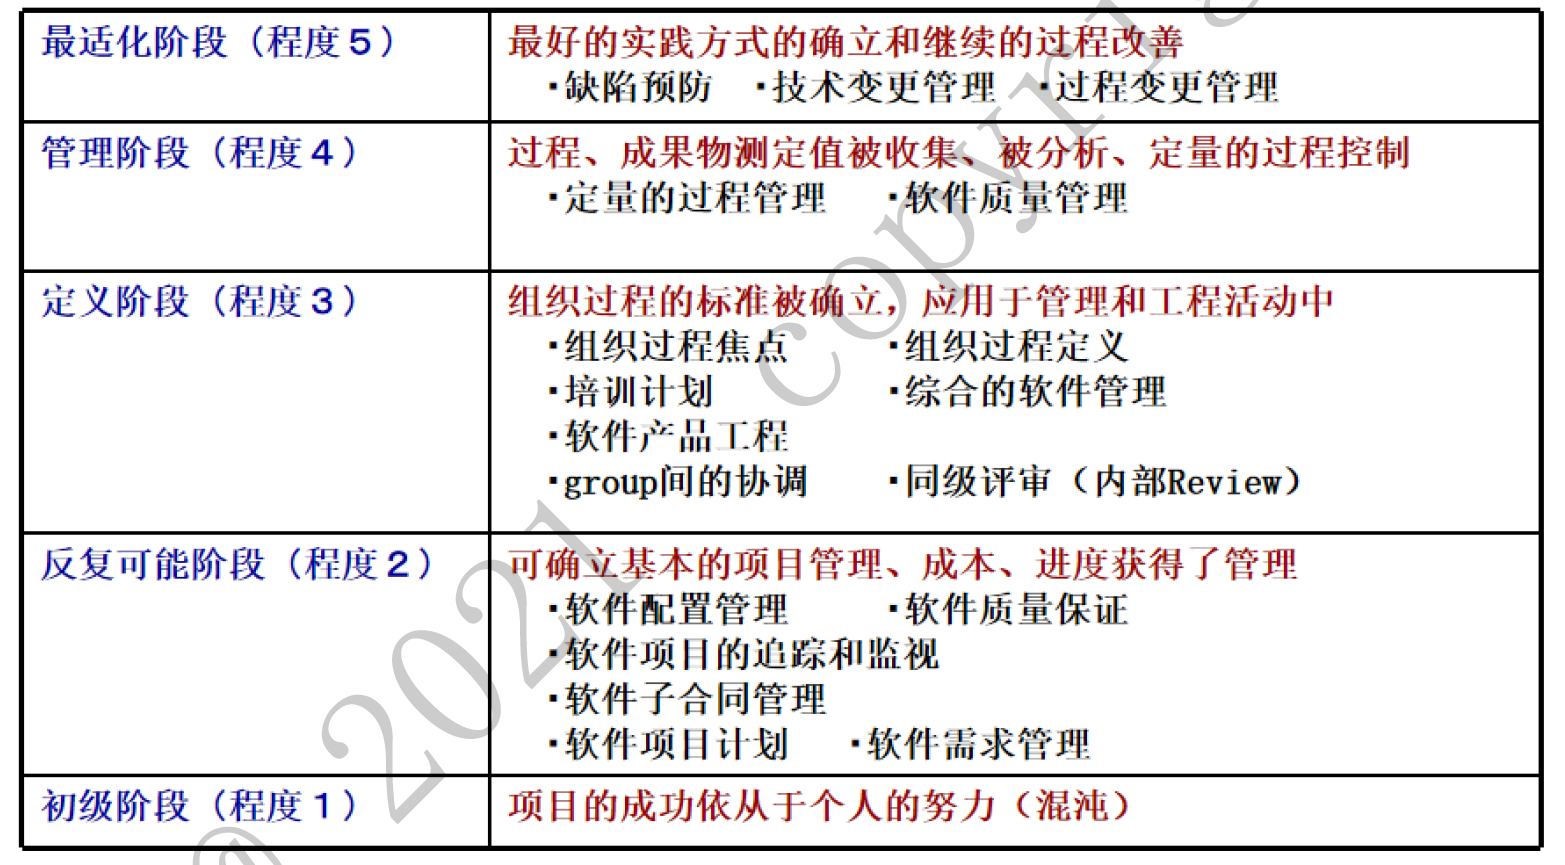 最适化阶段（程度５）
最好的实践方式的确立和继续的过程改善
·缺陷预防 ·技术变更管理 ·过程变更管理
管理阶段（程度４）
过程、成果物测定值被收集、被分析、定量的过程控制
·定量的过程管理 ·软件质量管理
定义阶段（程度３）
组织过程的标准被确立，应用于管理和工程活动中
·组织过程焦点 ·组织过程定义
·培训计划 ·综合的软件管理
·软件产品工程
·group间的协调 ·同级评审（内部Review）
反复可能阶段（程度２）
可确立基本的项目管理、成本、进度获得了管理
·软件配置管理 ·软件质量保证
·软件项目的追踪和监视
·软件子合同管理
·软件项目计划 ·软件需求管理
初级阶段（程度１）
项目的成功依从于个人的努力（混沌）
@ 2021 copyri